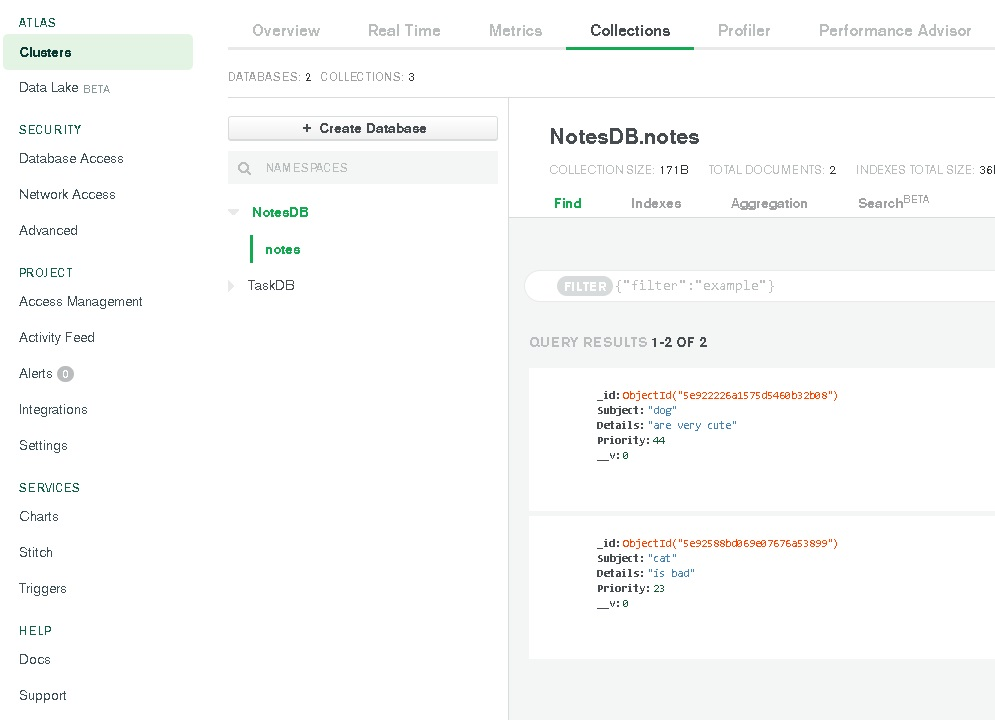 ATLAS
Clusters
Data Lake BETA
SECURITY
Database Access
Network Access
Advanced
PROJECT
Access Management
Activity Feed
Alerts 0
Integrations
Settings
SERVICES
Charts
Stitch
Triggers
HELP
Docs
Support
Overview Real Time Metrics Collections Profiler Performance Advisor
DATABASES: 2 COLLECTIONS: 3
+ Create Database
NAMESPACES
NotesDB
notes
TaskDB
NotesDB.notes
COLLECTION SIZE: 171B TOTAL DOCUMENTS: 2 INDEXES TOTAL SIZE: 36
Find Indexes Aggregation Search BETA
FILTER {"filter":"example"}
QUERY RESULTS 1-2 OF 2
_id: ObjectId("5e922226a1575d5460b32b08")
Subject: "dog"
Details: "are very cute"
Priority: 44
__v: 0
_id: ObjectId("5e92588bd069e07676a53899")
Subject: "cat"
Details: "is bad"
Priority: 23
__v: 0